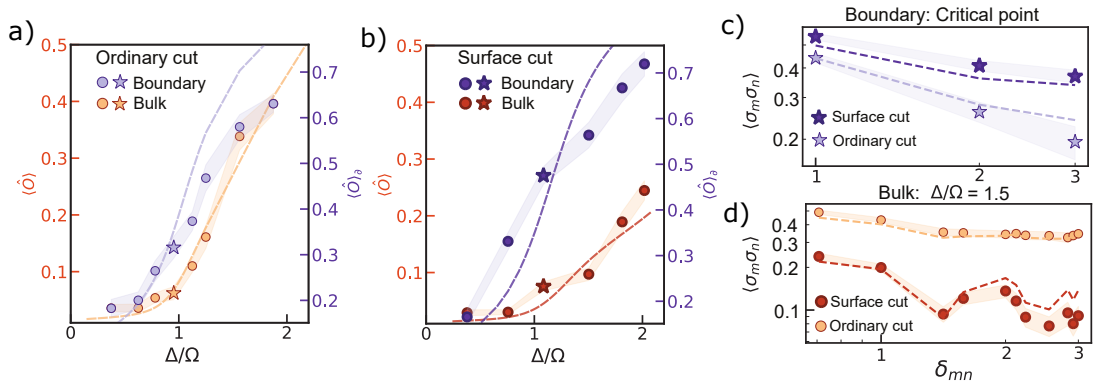 a)
Ordinary cut
Boundary
Bulk
0.5
0.4
0.3
0.2
0.1
⟨Ô⟩
0.7
0.6
0.5
0.4
0.3
0.2
⟨Ô⟩∂
0
1
2
Δ/Ω
b)
Surface cut
Boundary
Bulk
0.5
0.4
0.3
0.2
0.1
⟨Ô⟩
0.7
0.6
0.5
0.4
0.3
0.2
⟨Ô⟩∂
0
1
2
Δ/Ω
c)
Boundary: Critical point
0.4
0.3
0.2
⟨σmσn⟩
Surface cut
Ordinary cut
1
2
3
d)
Bulk: Δ/Ω = 1.5
0.4
0.3
0.2
0.1
⟨σmσn⟩
Surface cut
Ordinary cut
1
2
3
δmn